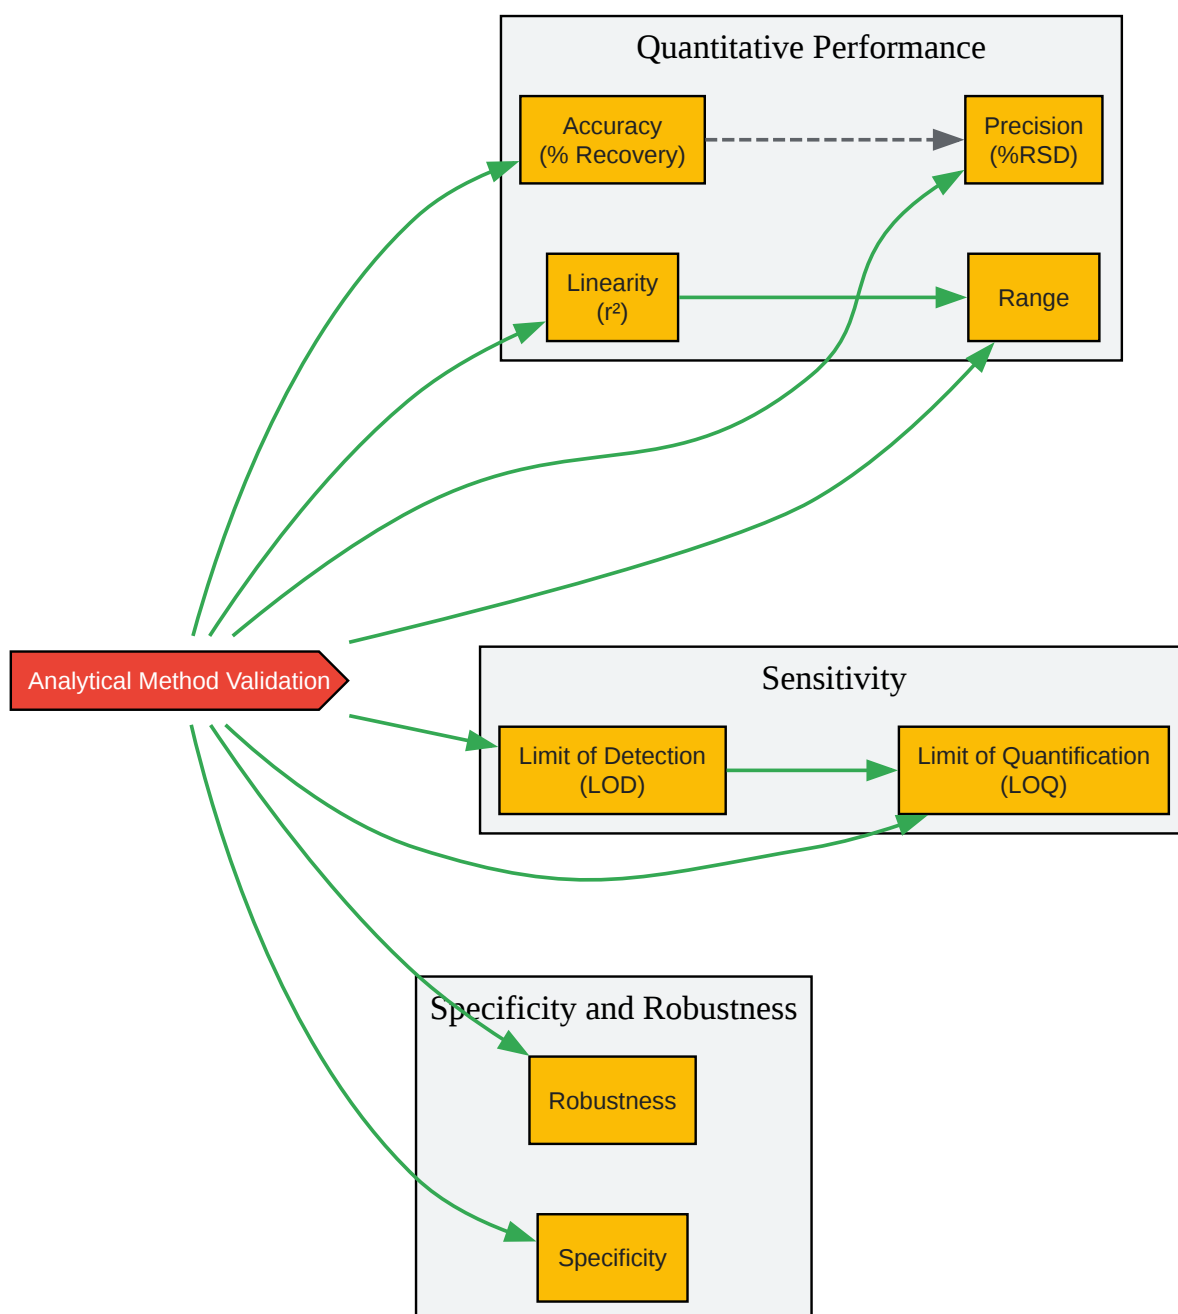 Quantitative Performance
Accuracy
(% Recovery)
Precision
(%RSD)
Linearity
(r²)
Range
Analytical Method Validation
Sensitivity
Limit of Detection
(LOD)
Limit of Quantification
(LOQ)
Specificity and Robustness
Robustness
Specificity